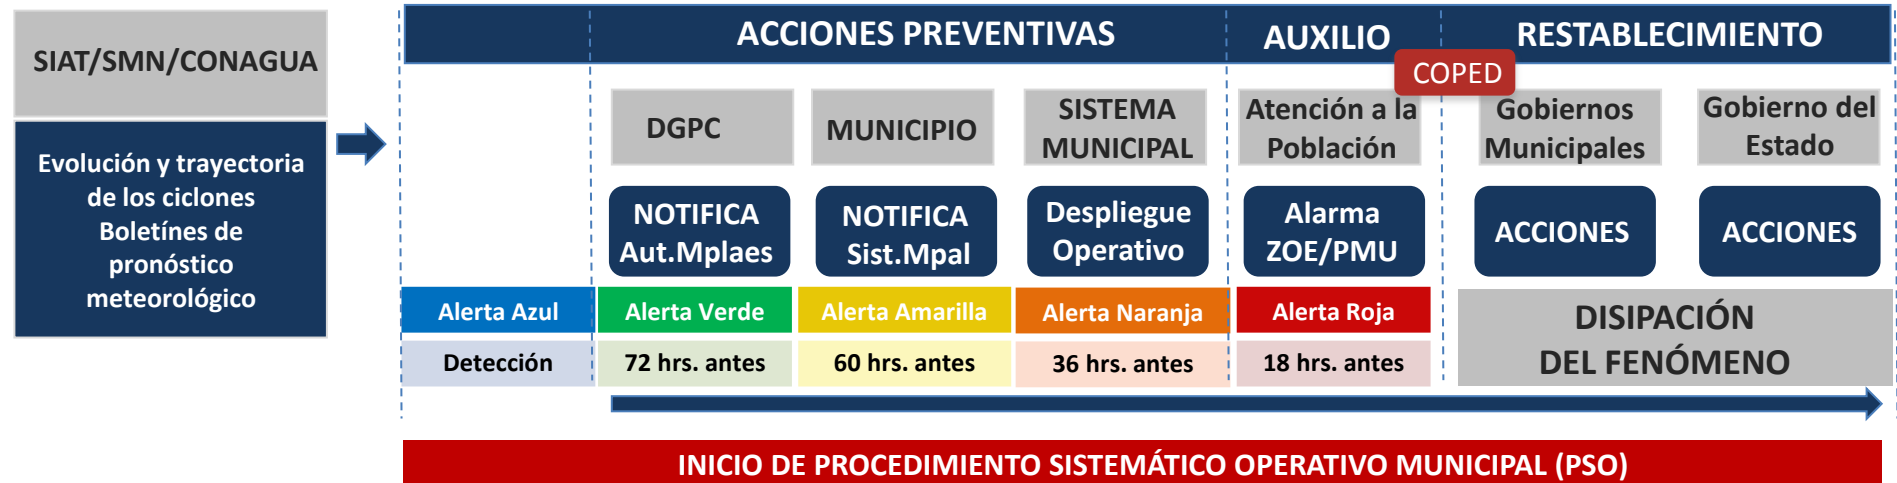 SIAT/SMN/CONAGUA
Evolución y trayectoria
de los ciclones
Boletínes de
pronóstico
meteorológico
ACCIONES PREVENTIVAS
AUXILIO
RESTABLECIMIENTO
COPED
DGPC
MUNICIPIO
SISTEMA
MUNICIPAL
Atención a la
Población
Gobiernos
Municipales
Gobierno del
Estado
NOTIFICA
Aut.Mplaes
NOTIFICA
Sist.Mpal
Despliegue
Operativo
Alarma
ZOE/PMU
ACCIONES
ACCIONES
Alerta Azul
Alerta Verde
Alerta Amarilla
Alerta Naranja
Alerta Roja
Detección
72 hrs. antes
60 hrs. antes
36 hrs. antes
18 hrs. antes
DISIPACIÓN
DEL FENÓMENO
INICIO DE PROCEDIMIENTO SISTEMÁTICO OPERATIVO MUNICIPAL (PSO)